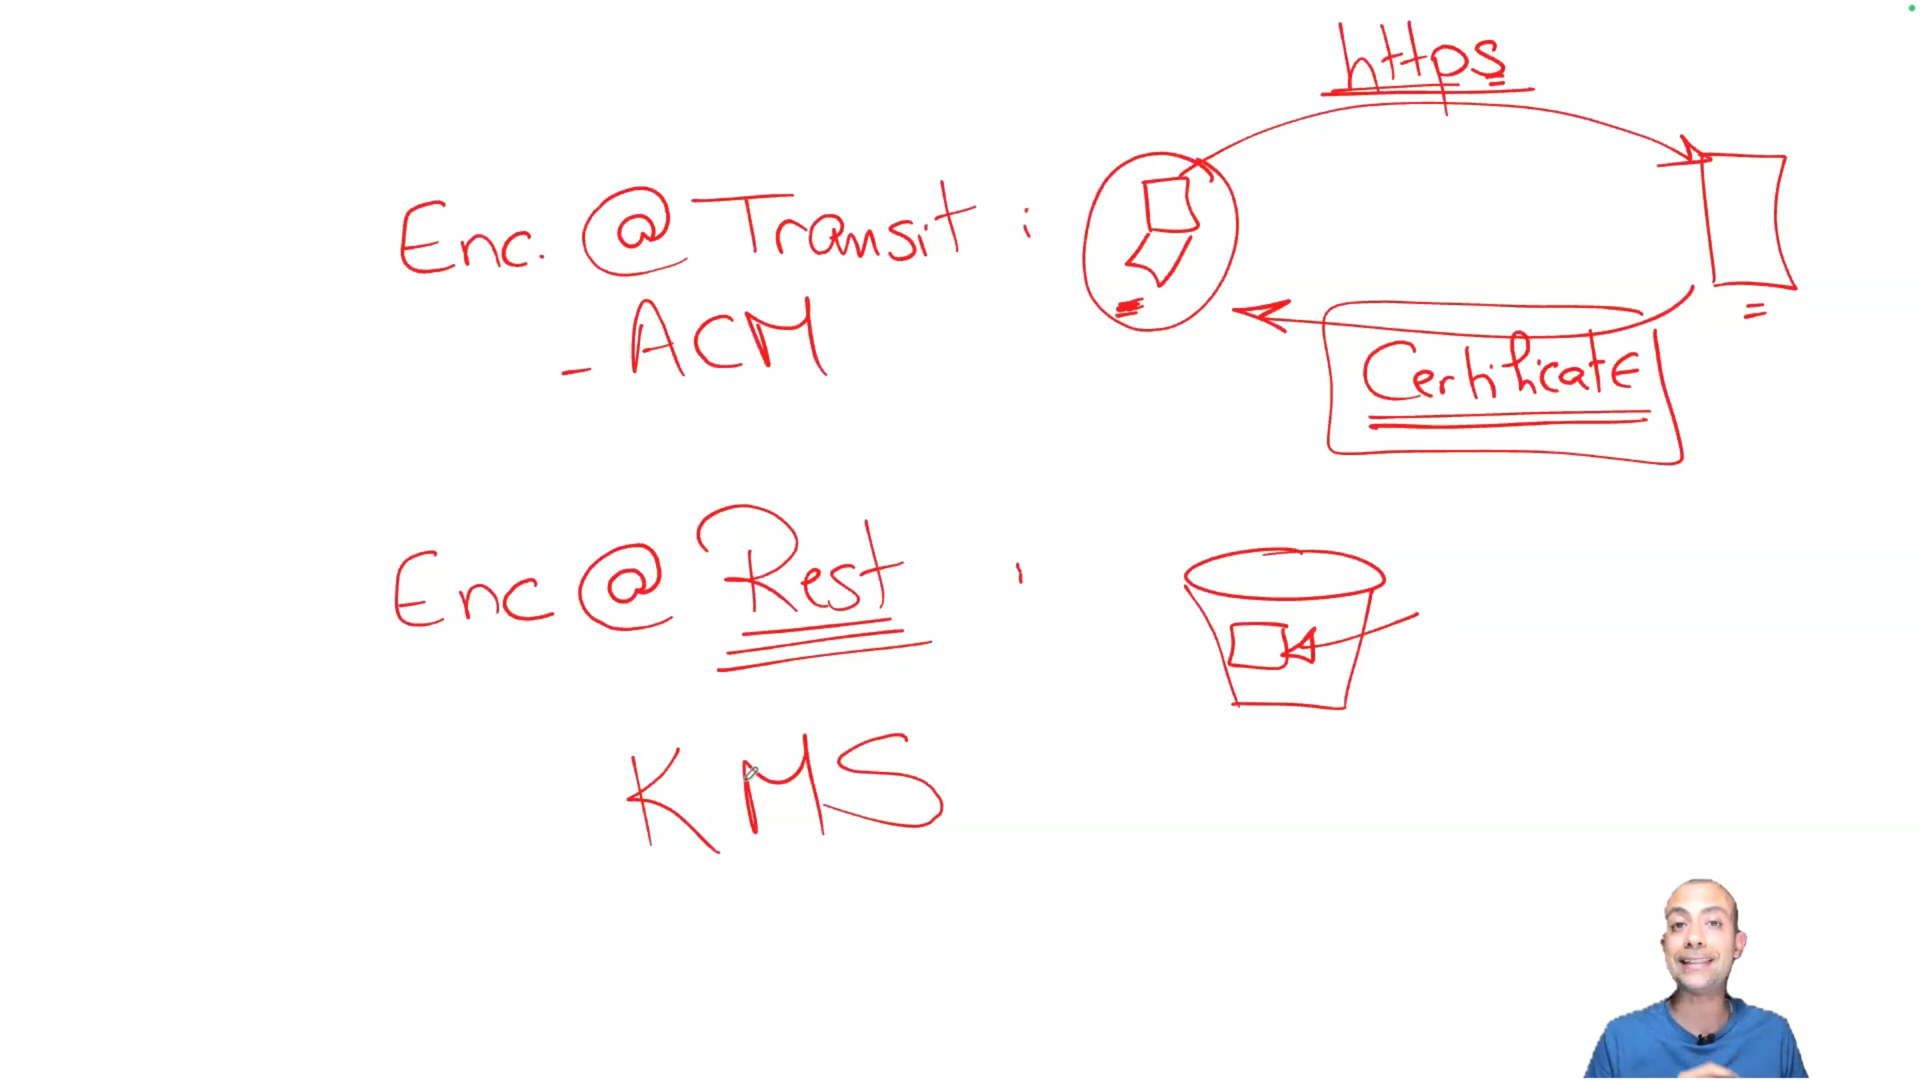 https
Enc. @ Transit :
- ACM
Certificate
Enc @ Rest :
KMS